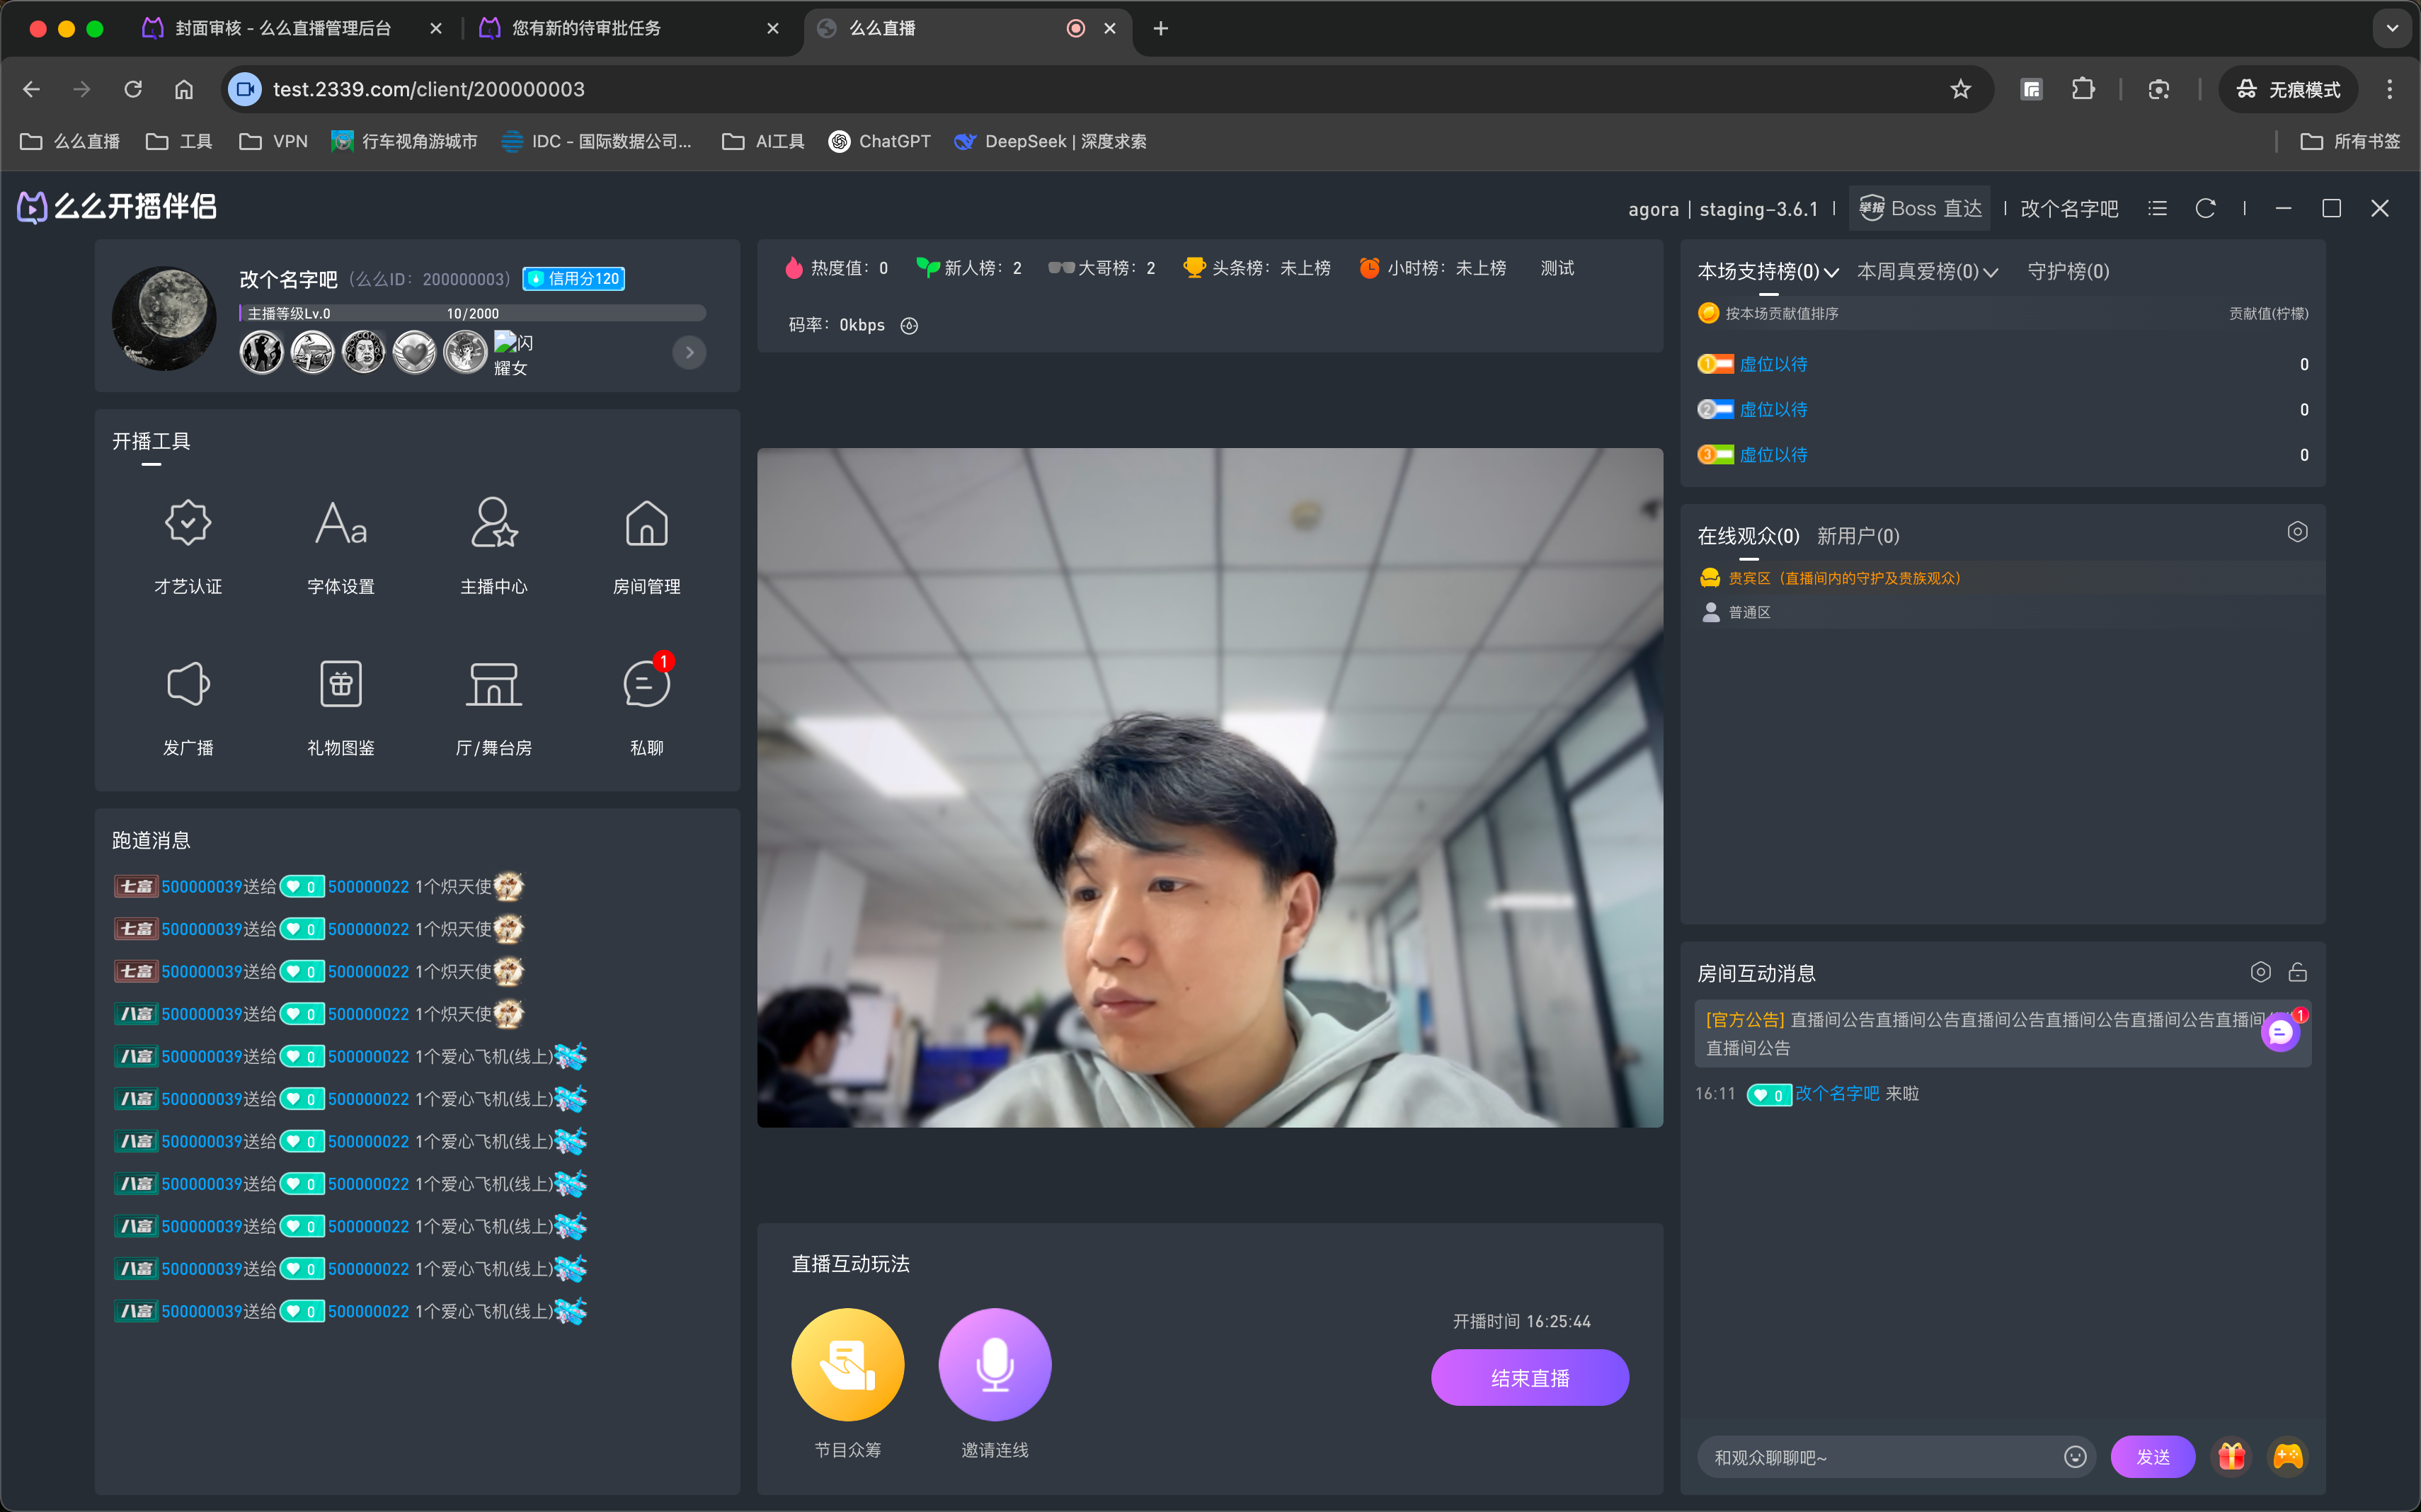 封面审核 - 么么直播管理后台
您有新的待审批任务
么么直播
test.2339.com/client/200000003
无痕模式
么么直播
工具
VPN
行车视角游城市
IDC - 国际数据公司...
AI工具
ChatGPT
DeepSeek | 深度求索
所有书签
么么开播伴侣
agora | staging-3.6.1
举报 Boss 直达
改个名字吧
改个名字吧 (么么ID: 200000003) 信用分120
主播等级Lv.0 10/2000
闪
耀女
开播工具
才艺认证 字体设置 主播中心 房间管理
1
发广播 礼物图鉴 厅/舞台房 私聊
跑道消息
七富 500000039送给 0 500000022 1个炽天使
七富 500000039送给 0 500000022 1个炽天使
七富 500000039送给 0 500000022 1个炽天使
八富 500000039送给 0 500000022 1个炽天使
八富 500000039送给 0 500000022 1个爱心飞机(线上)
八富 500000039送给 0 500000022 1个爱心飞机(线上)
八富 500000039送给 0 500000022 1个爱心飞机(线上)
八富 500000039送给 0 500000022 1个爱心飞机(线上)
八富 500000039送给 0 500000022 1个爱心飞机(线上)
八富 500000039送给 0 500000022 1个爱心飞机(线上)
八富 500000039送给 0 500000022 1个爱心飞机(线上)
热度值: 0 新人榜: 2 大哥榜: 2 头条榜: 未上榜 小时榜: 未上榜 测试
码率: 0kbps
直播互动玩法
节目众筹 邀请连线
开播时间 16:25:44
结束直播
本场支持榜(0) 本周真爱榜(0) 守护榜(0)
按本场贡献值排序 贡献值(柠檬)
1 虚位以待 0
2 虚位以待 0
3 虚位以待 0
在线观众(0) 新用户(0)
贵宾区 (直播间内的守护及贵族观众)
普通区
房间互动消息
[官方公告] 直播间公告直播间公告直播间公告直播间公告直播间公告直播间
直播间公告
1
16:11 0 改个名字吧 来啦
和观众聊聊吧~
发送